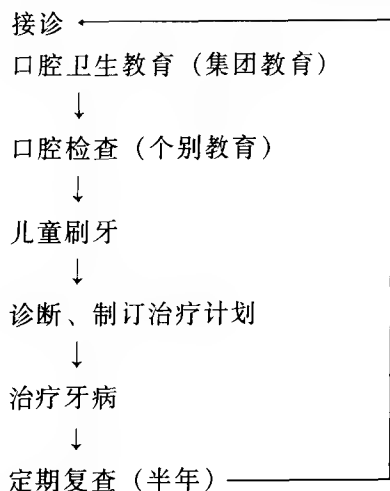 接诊
口腔卫生教育（集团教育）
口腔检查（个别教育）
儿童刷牙
诊断、制订治疗计划
治疗牙病
定期复查（半年）